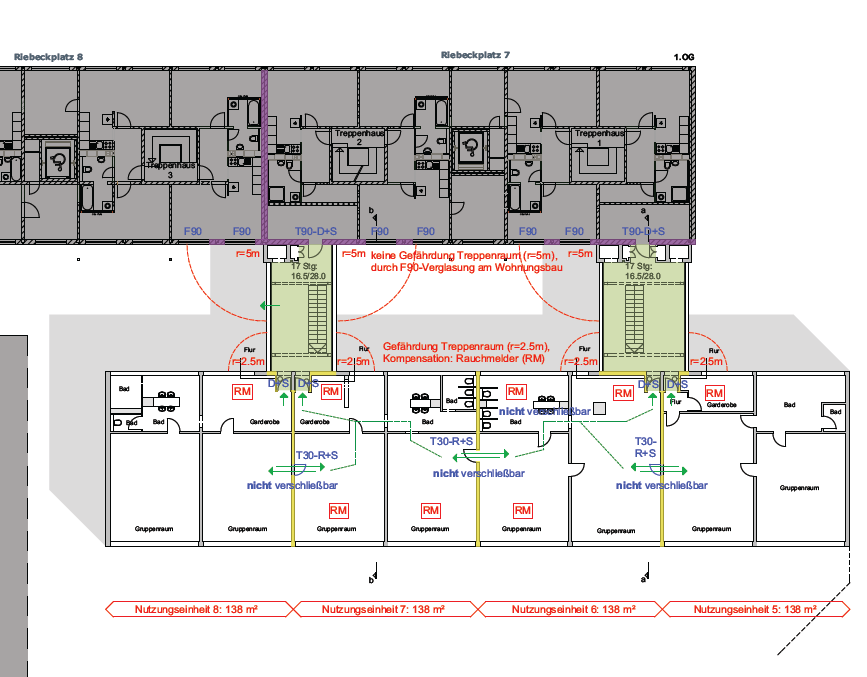 Riebeckplatz 8
Riebeckplatz 7
1.OG
Treppenhaus
3
Treppenhaus
2
Treppenhaus
1
b
a
F90
F90
T90-D+S
F90
F90
F90
F90
T90-D+S
r=5m
r=5m
r=5m
r=5m
keine Gefährdung Treppenraum (r=5m),
durch F90-Verglasung am Wohnungsbau
17 Stg:
16.5/28.0
17 Stg:
16.5/28.0
Flur
Flur
Flur
Flur
Gefährdung Treppenraum (r=2.5m),
Kompensation: Rauchmelder (RM)
r=2.5m
r=2.5m
r=2.5m
r=2.5m
D+S
D+S
D+S
D+S
RM
RM
RM
RM
RM
Bad
Bad
Bad
Garderobe
Garderobe
Bad
Bad
Bad
nicht verschließbar
Flur
Garderobe
Bad
Bad
T30-R+S
nicht verschließbar
T30-R+S
nicht verschließbar
T30-
R+S
nicht verschließbar
RM
RM
RM
Gruppenraum
Gruppenraum
Gruppenraum
Gruppenraum
Gruppenraum
Gruppenraum
Gruppenraum
Gruppenraum
b
a
Nutzungseinheit 8: 138 m²
Nutzungseinheit 7: 138 m²
Nutzungseinheit 6: 138 m²
Nutzungseinheit 5: 138 m²